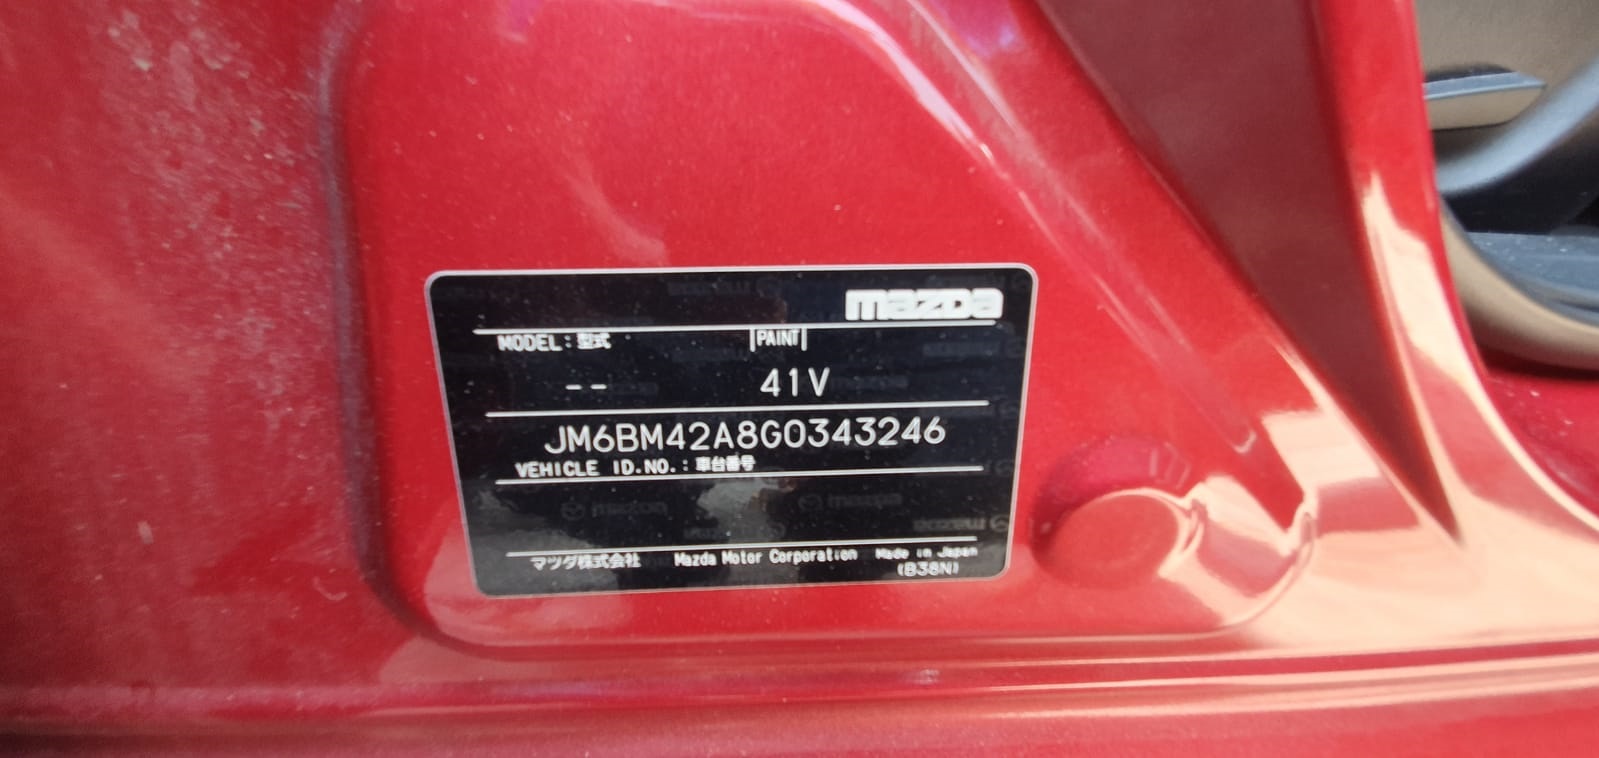 mazda
MODEL：型式 |PAINT|
-- 41V
JM6BM42A8G0343246
VEHICLE ID.NO.：車台番号
マツダ株式会社 Mazda Motor Corporation Made in Japan
(B38N)